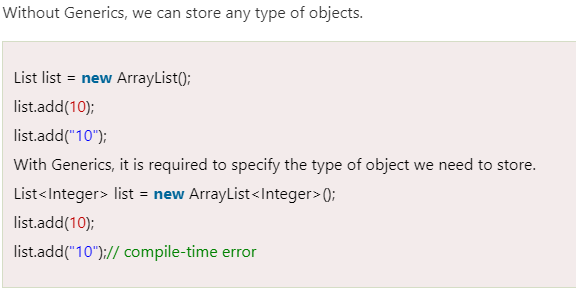 Without Generics, we can store any type of objects.
List list = new ArrayList();
list.add(10);
list.add("10");
With Generics, it is required to specify the type of object we need to store.
List<Integer> list = new ArrayList<Integer>();
list.add(10);
list.add("10");// compile-time error